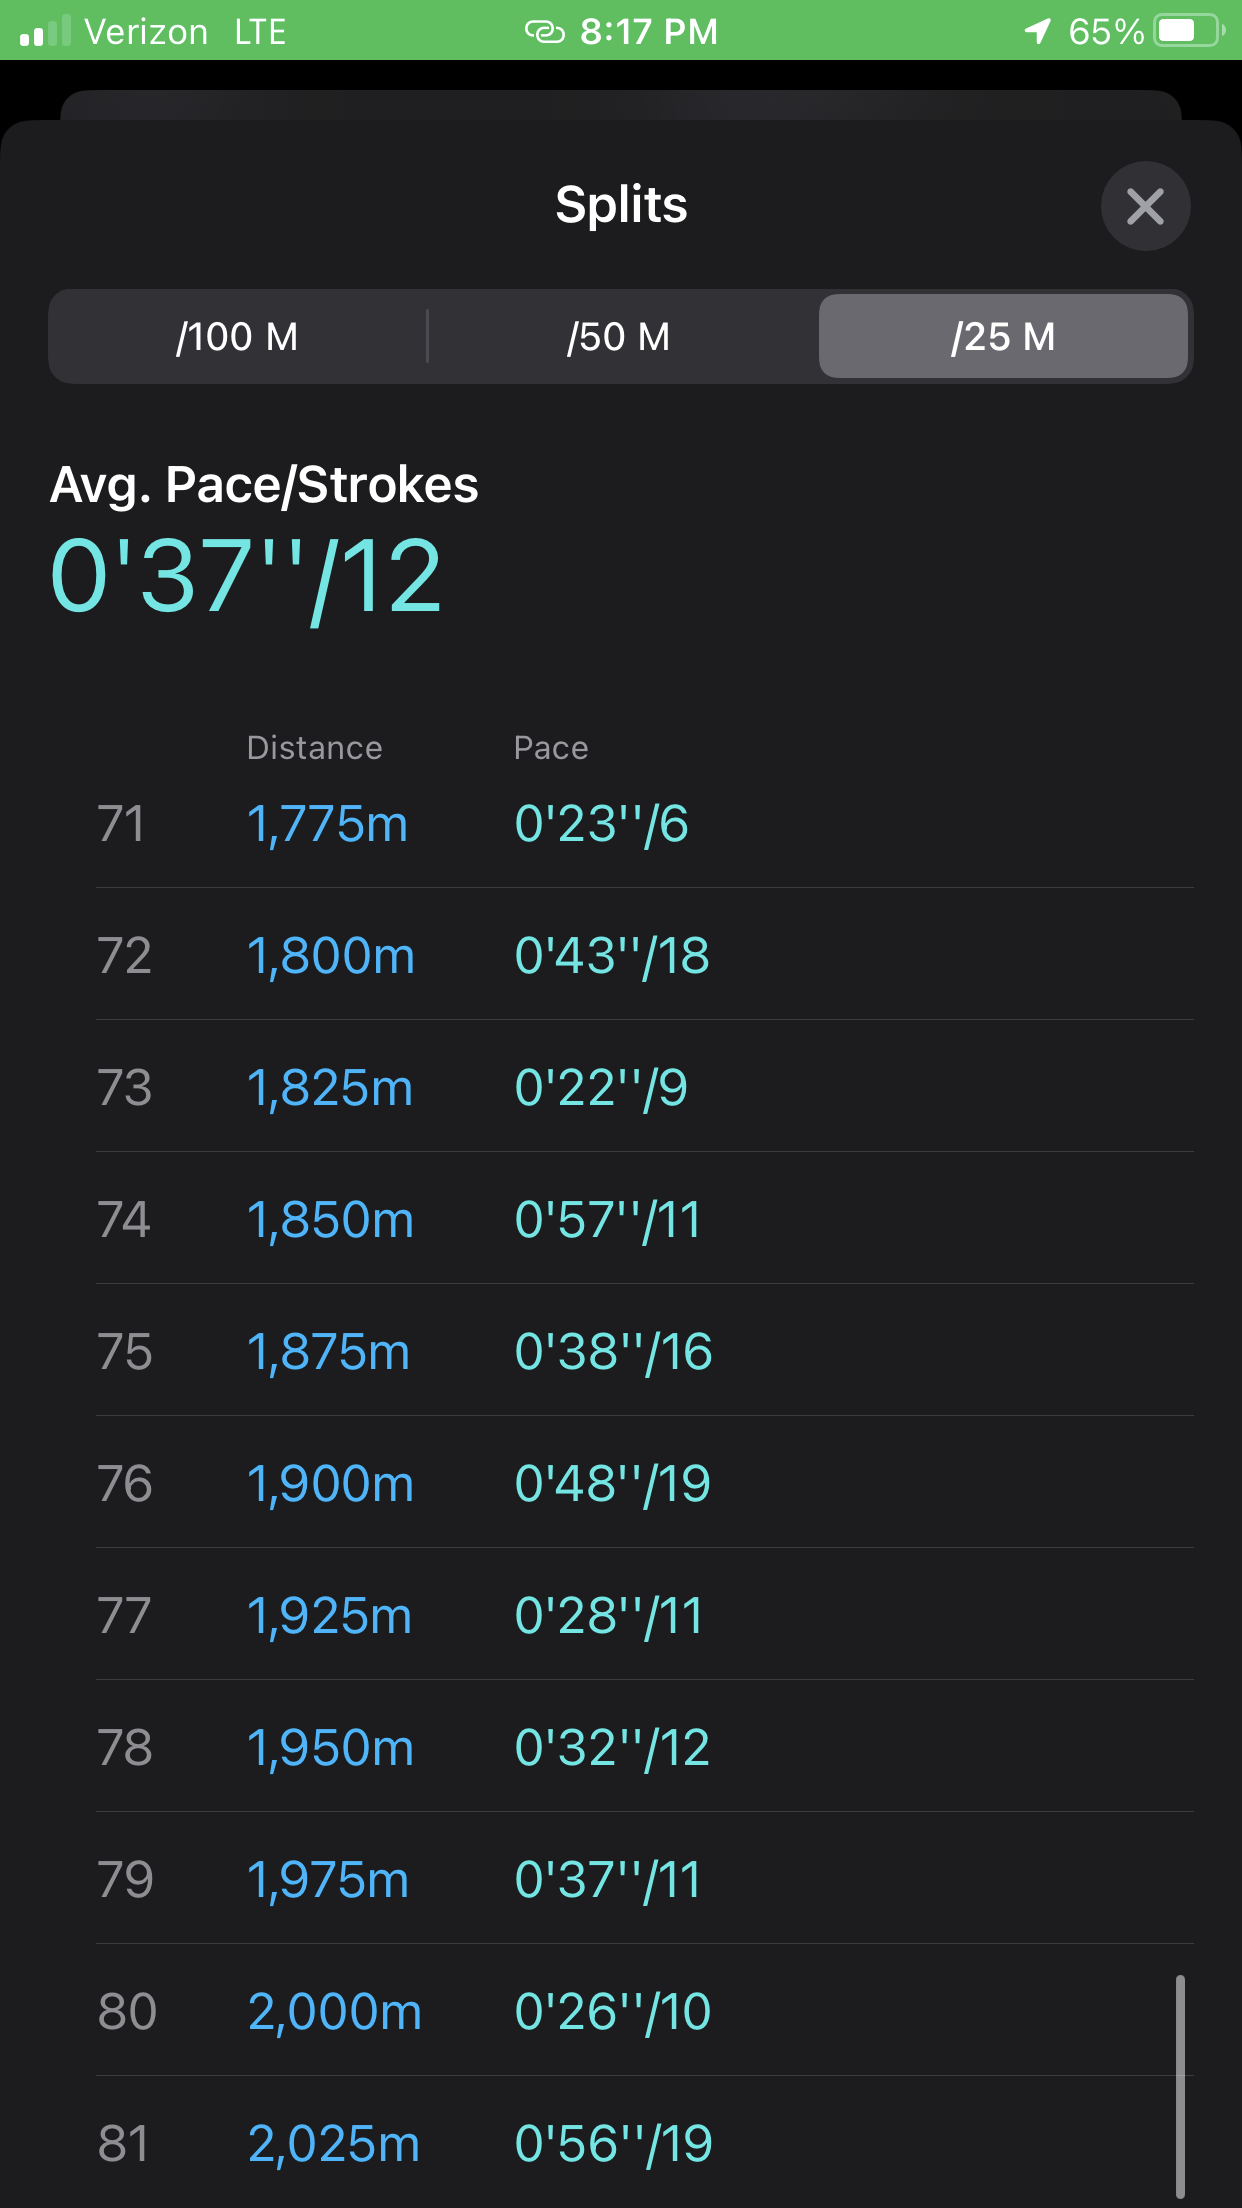 Verizon LTE 8:17 PM 65%
Splits
/100 M /50 M /25 M
Avg. Pace/Strokes
0'37''/12
Distance Pace
71 1,775m 0'23''/6
72 1,800m 0'43''/18
73 1,825m 0'22''/9
74 1,850m 0'57''/11
75 1,875m 0'38''/16
76 1,900m 0'48''/19
77 1,925m 0'28''/11
78 1,950m 0'32''/12
79 1,975m 0'37''/11
80 2,000m 0'26''/10
81 2,025m 0'56''/19